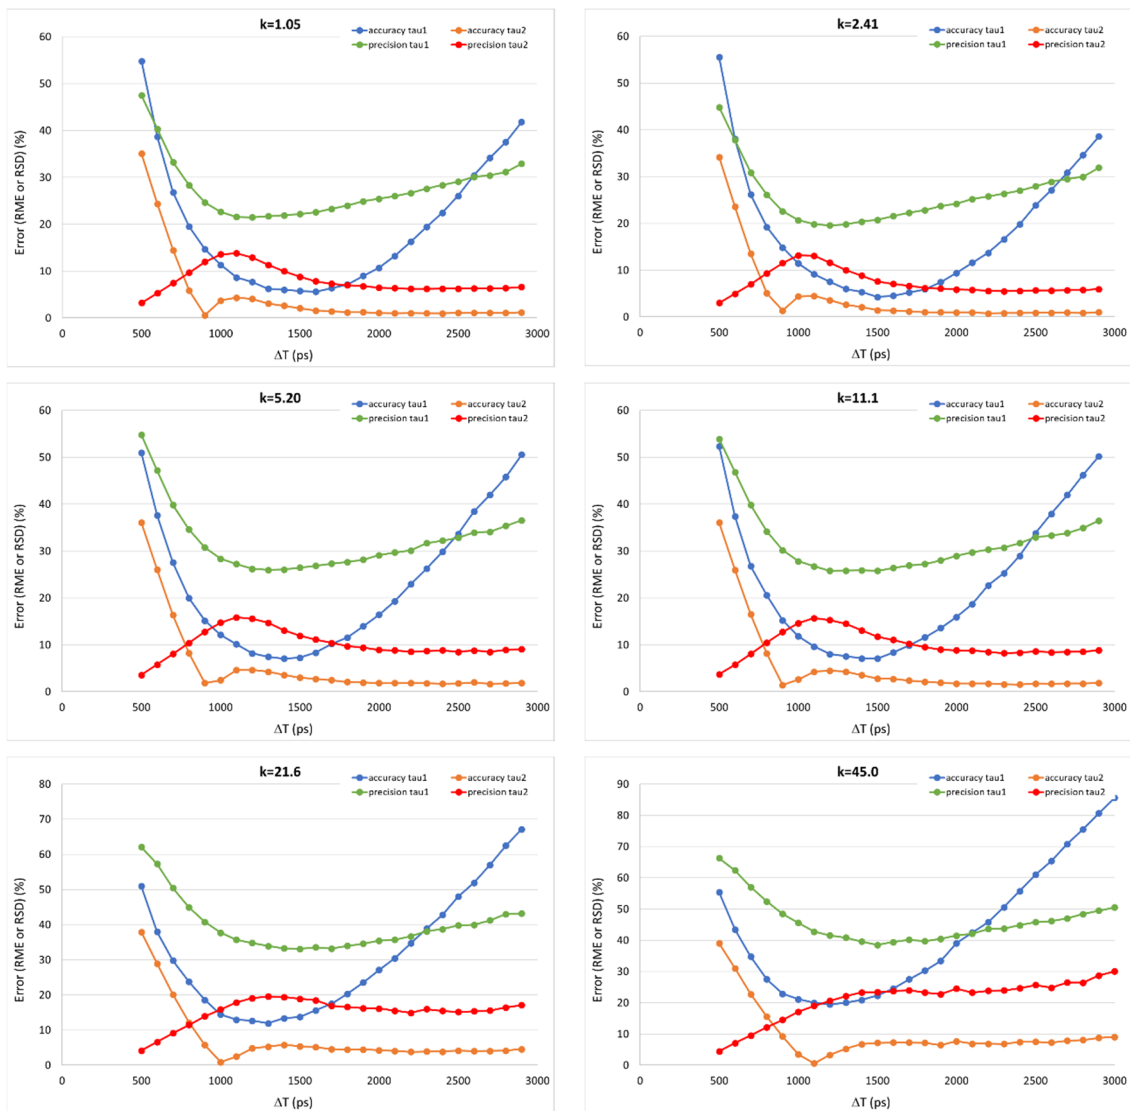 k=1.05
accuracy tau1 accuracy tau2
precision tau1 precision tau2
Error (RME or RSD) (%)
60
50
40
30
20
10
0
0 500 1000 1500 2000 2500 3000
ΔT (ps)
k=2.41
accuracy tau1 accuracy tau2
precision tau1 precision tau2
Error (RME or RSD) (%)
60
50
40
30
20
10
0
0 500 1000 1500 2000 2500 3000
ΔT (ps)
k=5.20
accuracy tau1 accuracy tau2
precision tau1 precision tau2
Error (RME or RSD) (%)
60
50
40
30
20
10
0
0 500 1000 1500 2000 2500 3000
ΔT (ps)
k=11.1
accuracy tau1 accuracy tau2
precision tau1 precision tau2
Error (RME or RSD) (%)
60
50
40
30
20
10
0
0 500 1000 1500 2000 2500 3000
ΔT (ps)
k=21.6
accuracy tau1 accuracy tau2
precision tau1 precision tau2
Error (RME or RSD) (%)
80
70
60
50
40
30
20
10
0
0 500 1000 1500 2000 2500 3000
ΔT (ps)
k=45.0
accuracy tau1 accuracy tau2
precision tau1 precision tau2
Error (RME or RSD) (%)
90
80
70
60
50
40
30
20
10
0
0 500 1000 1500 2000 2500 3000
ΔT (ps)